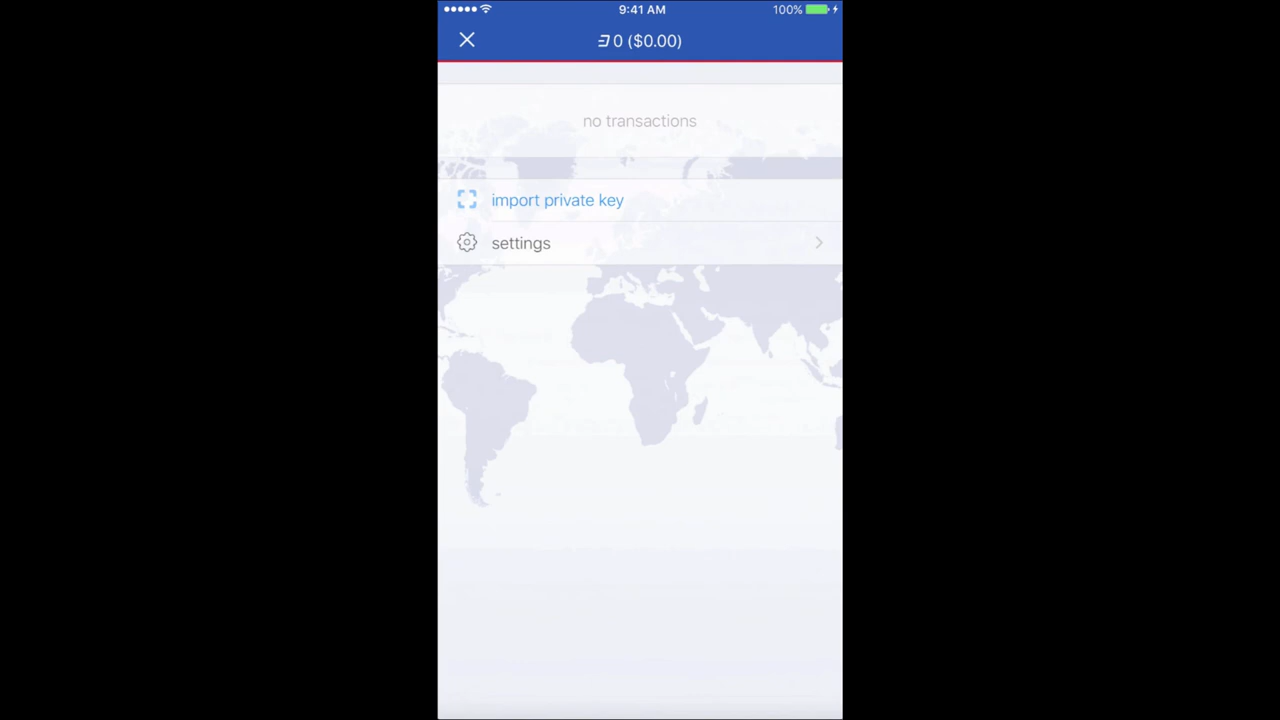 9:41 AM
100%
0 ($0.00)
no transactions
import private key
settings